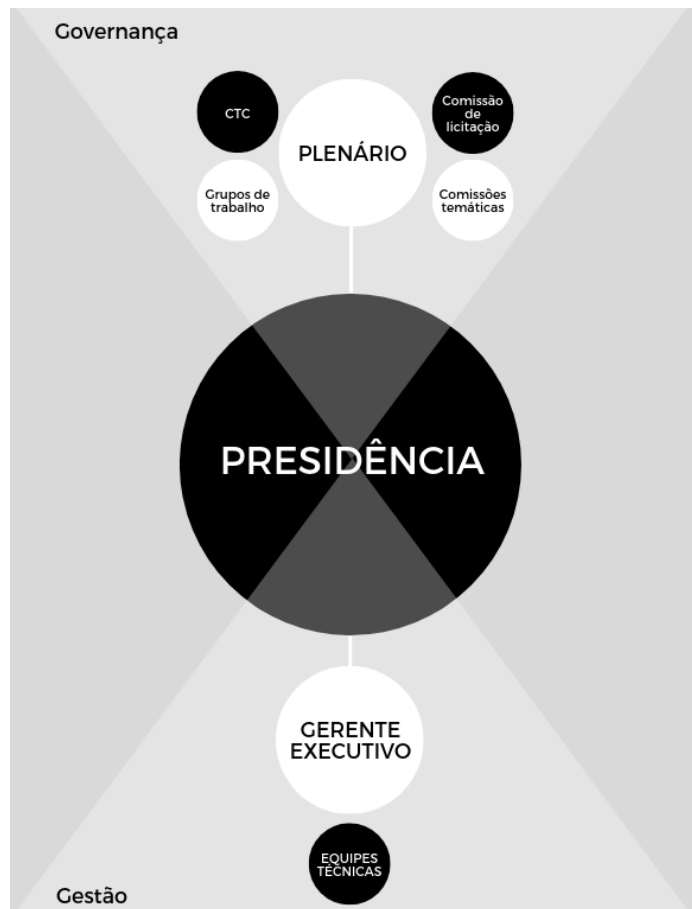 Governança
CTC
PLENÁRIO
Comissão
de
licitação
Grupos de
trabalho
Comissões
temáticas
PRESIDÊNCIA
GERENTE
EXECUTIVO
EQUIPES
TÉCNICAS
Gestão